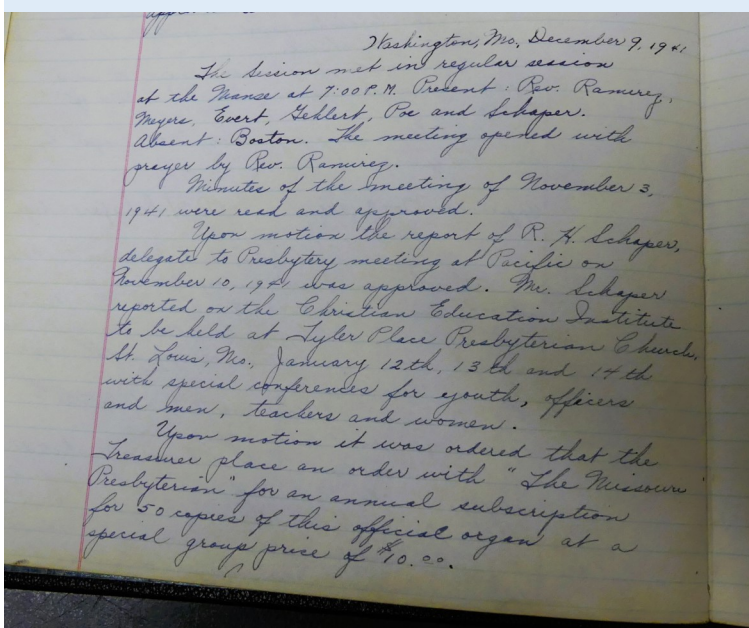 Washington, Mo., December 9, 1941
The Session met in regular session
at the Manse at 7:00 P.M. Present: Rev. Ramirez,
Meyers, Evert, Gehlert, Poe and Schaper.
Absent: Boston. The meeting opened with
prayer by Rev. Ramirez.
Minutes of the meeting of November 3,
1941 were read and approved.
Upon motion the report of R. H. Schaper,
delegate to Presbytery meeting at Pacific on
November 10, 1941 was approved. Mr. Schaper
reported on the Christian Education Institute
to be held at Tyler Place Presbyterian Church,
St. Louis, Mo., January 12th, 13th and 14th
with special conferences for youth, officers
and men, teachers and women.
Upon motion it was ordered that the
Treasurer place an order with "The Missouri
Presbyterian" for an annual subscription
for 50 copies of this official organ at a
special group price of $10.00.